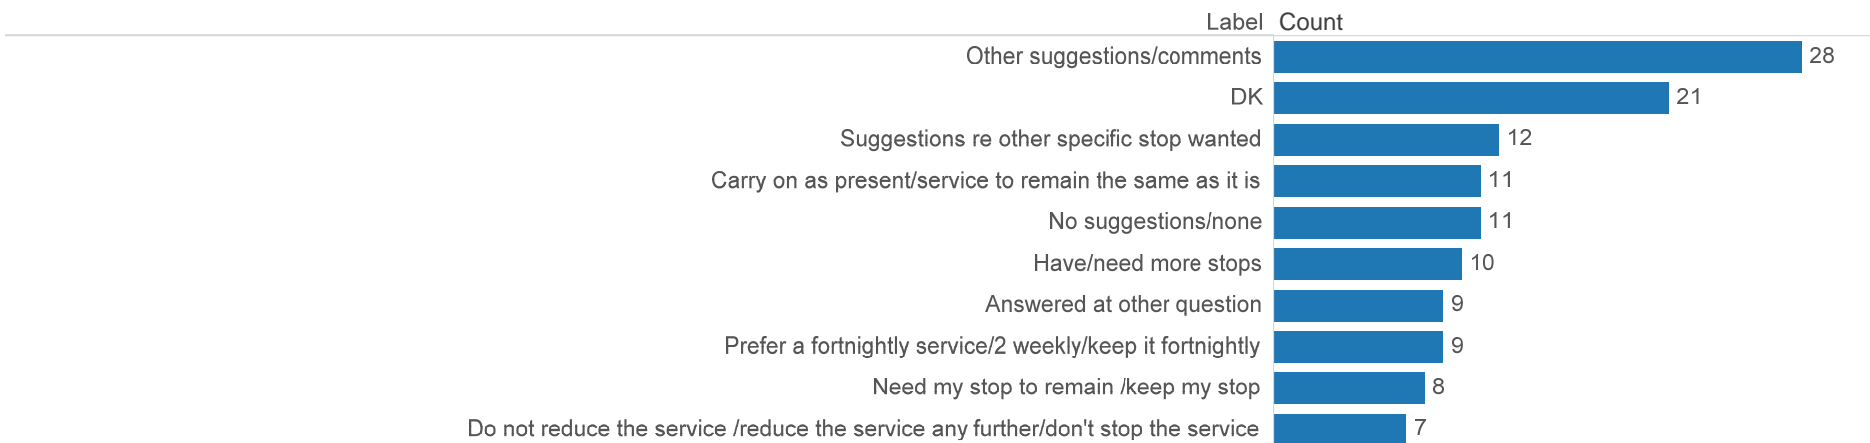 Label Count
Other suggestions/comments 28
DK 21
Suggestions re other specific stop wanted 12
Carry on as present/service to remain the same as it is 11
No suggestions/none 11
Have/need more stops 10
Answered at other question 9
Prefer a fortnightly service/2 weekly/keep it fortnightly 9
Need my stop to remain /keep my stop 8
Do not reduce the service /reduce the service any further/don't stop the service 7